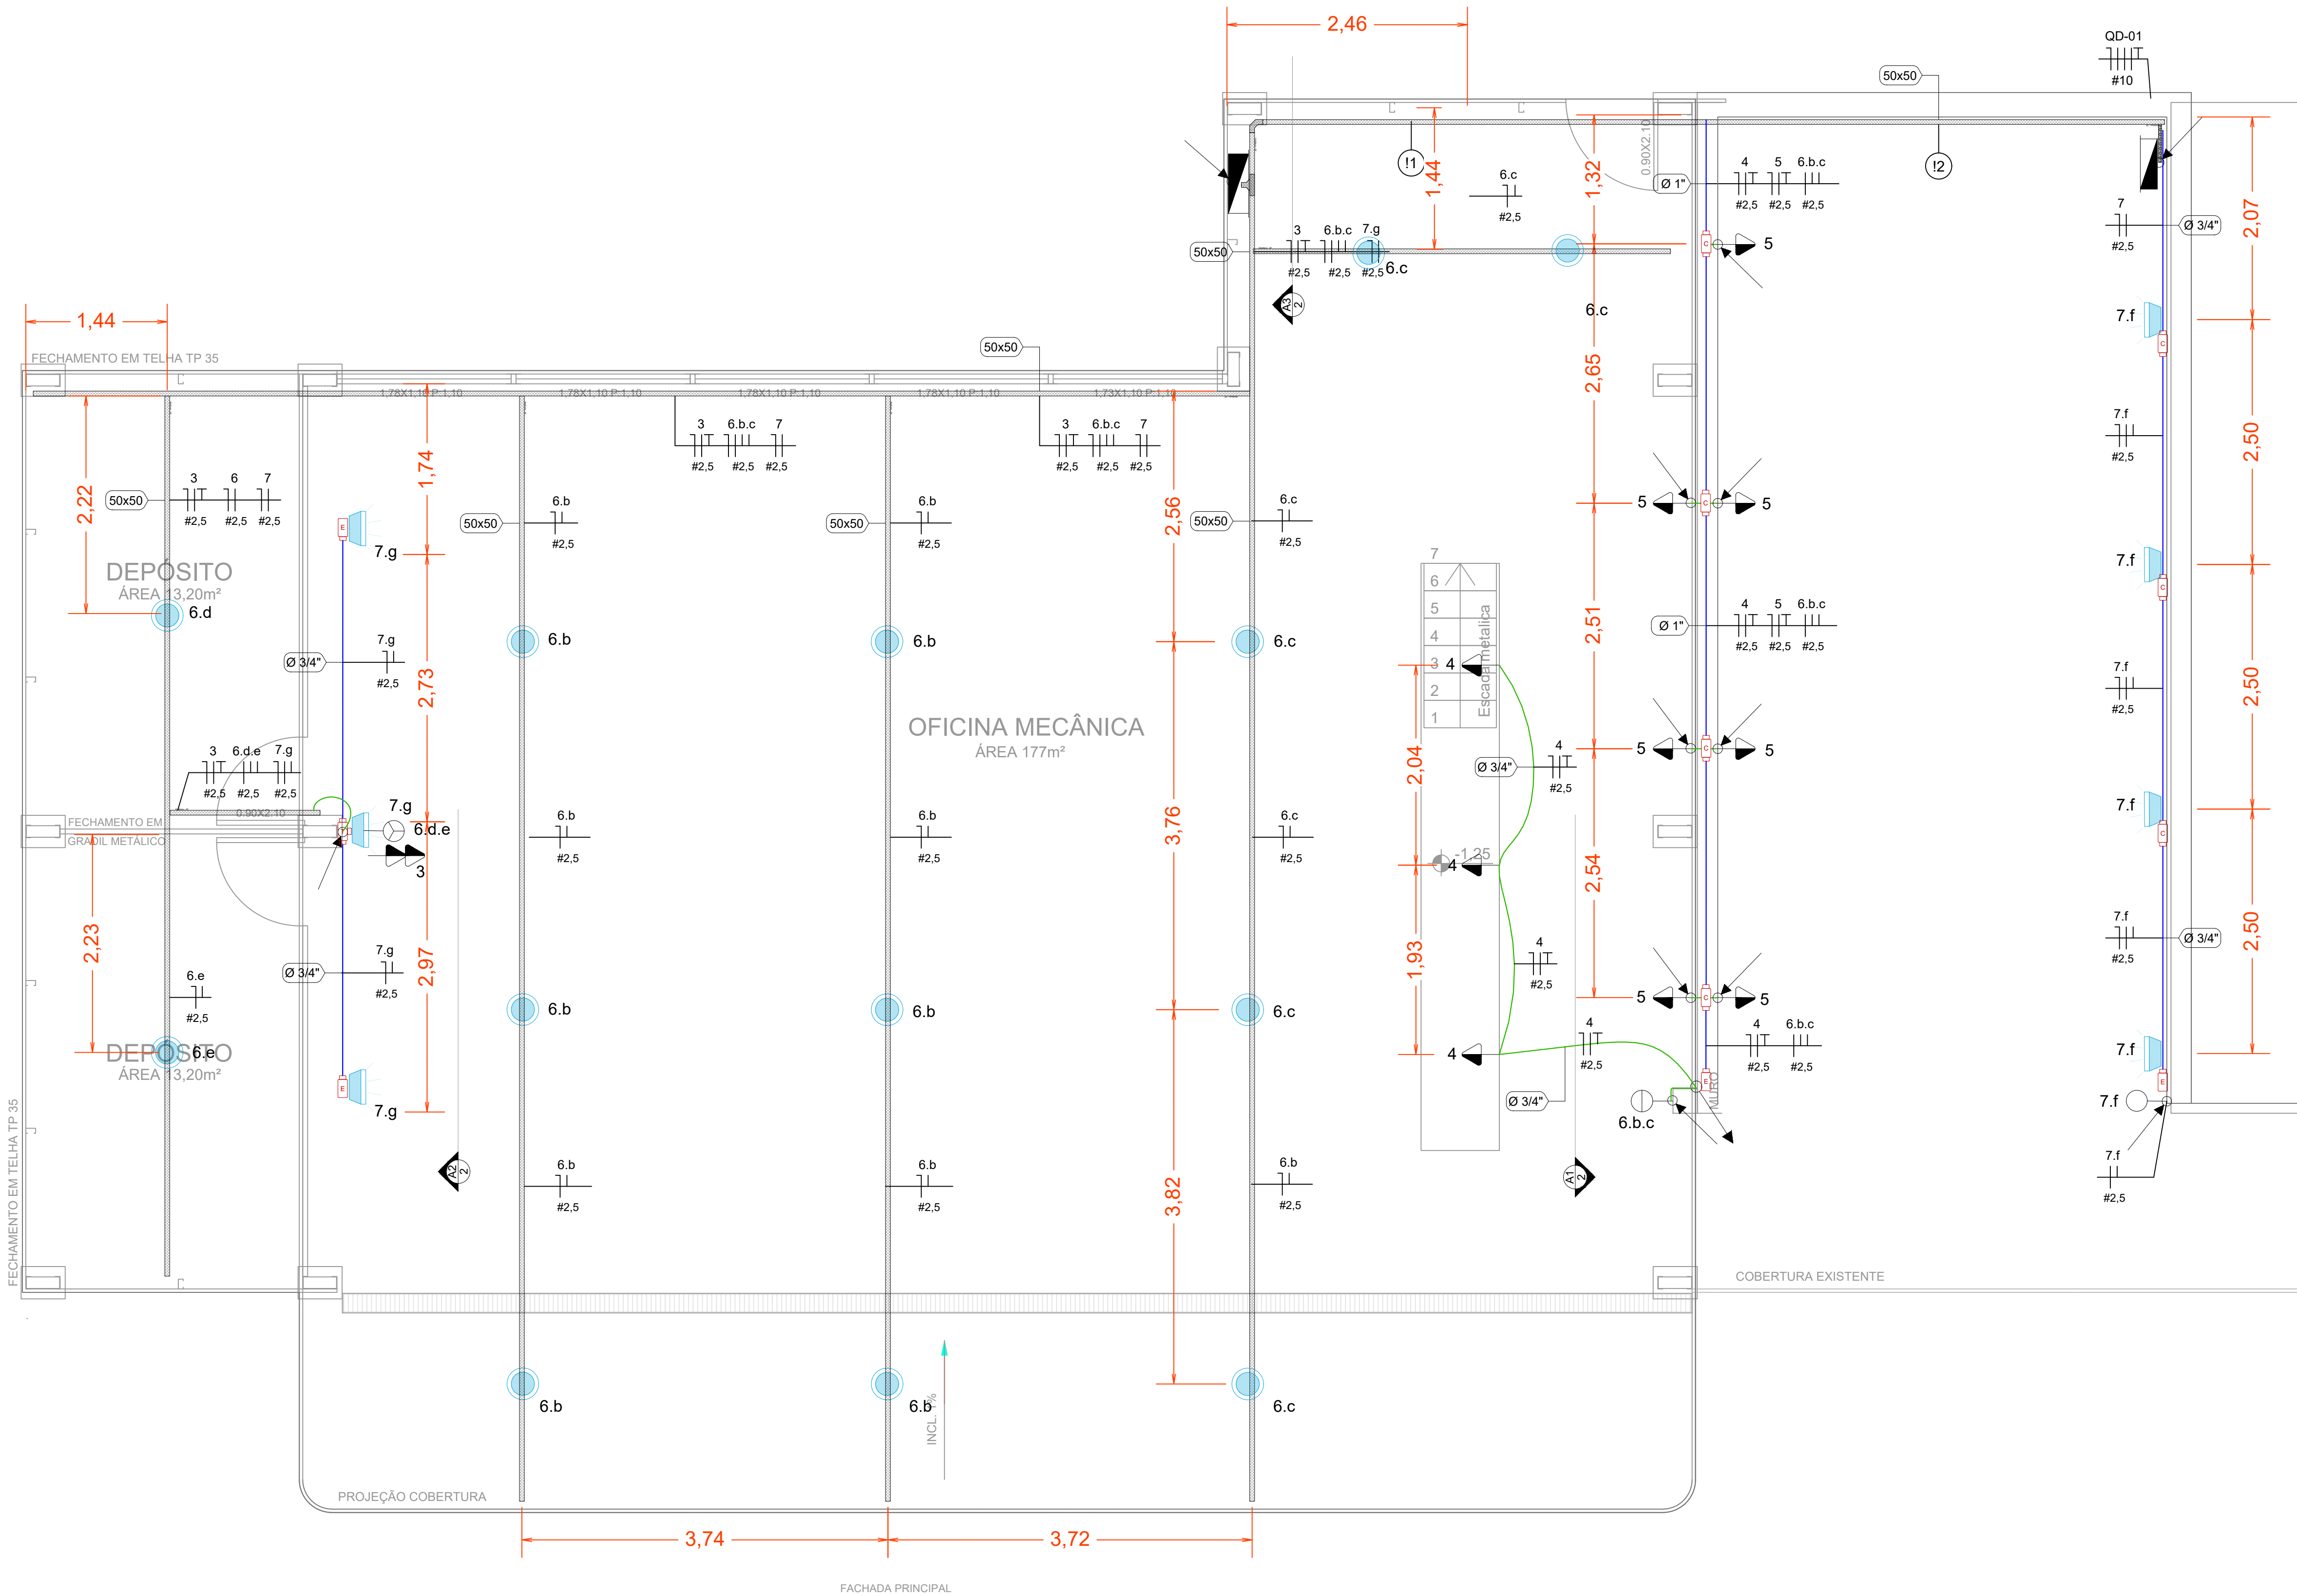 2,46
QD-01
#10
50x50
!1
!2
1,44
1,32
0.90X2.10
6.c
#2,5
Ø 1"
4 5 6.b.c
#2,5 #2,5 #2,5
7
#2,5
Ø 3/4"
2,07
5
50x50
3 6.b.c 7.g
#2,5 #2,5 #2,5
6.c
A3
2
6.c
7.f
1,44
FECHAMENTO EM TELHA TP 35
50x50
2,65
1,78X1,10 P:1,10
1,78X1,10 P:1,10
1,78X1,10 P:1,10
1,78X1,10 P:1,10
1,73X1,10 P:1,10
3 6.b.c 7
#2,5 #2,5 #2,5
3 6.b.c 7
#2,5 #2,5 #2,5
7.f
#2,5
2,50
1,74
2,22
50x50
3 6 7
#2,5 #2,5 #2,5
50x50
6.b
#2,5
50x50
6.b
#2,5
2,56
50x50
6.c
#2,5
5
C
5
E
7.g
DEPÓSITO
ÁREA 13,20m²
6.d
7
6
5
4
3
2
1
Escada metalica
7.f
C
2,51
Ø 1"
4 5 6.b.c
#2,5 #2,5 #2,5
6.b
6.b
6.c
4
Ø 3/4"
7.g
#2,5
2,73
7.f
#2,5
2,50
OFICINA MECÂNICA
ÁREA 177m²
3 6.d.e 7.g
#2,5 #2,5 #2,5
5
C
5
2,04
Ø 3/4"
4
#2,5
0.90X2.10
FECHAMENTO EM
GRADIL METÁLICO
7.g
6.d.e
3
6.b
#2,5
6.b
#2,5
3,76
6.c
#2,5
-1,25
4
7.f
C
2,54
2,23
6.e
#2,5
Ø 3/4"
7.g
#2,5
2,97
1,93
4
#2,5
7.f
#2,5
Ø 3/4"
2,50
6.b
6.b
6.c
5
C
5
DEPÓSITO
ÁREA 13,20m²
6.e
E
7.g
4
4
#2,5
4 6.b.c
#2,5 #2,5
7.f
E
E
MURO
Ø 3/4"
6.b.c
7.f
A2
2
6.b
#2,5
6.b
#2,5
3,82
6.b
#2,5
A1
2
7.f
#2,5
FECHAMENTO EM TELHA TP 35
COBERTURA EXISTENTE
6.b
6.b
6.c
INCL. 1%
PROJEÇÃO COBERTURA
3,74
3,72
FACHADA PRINCIPAL